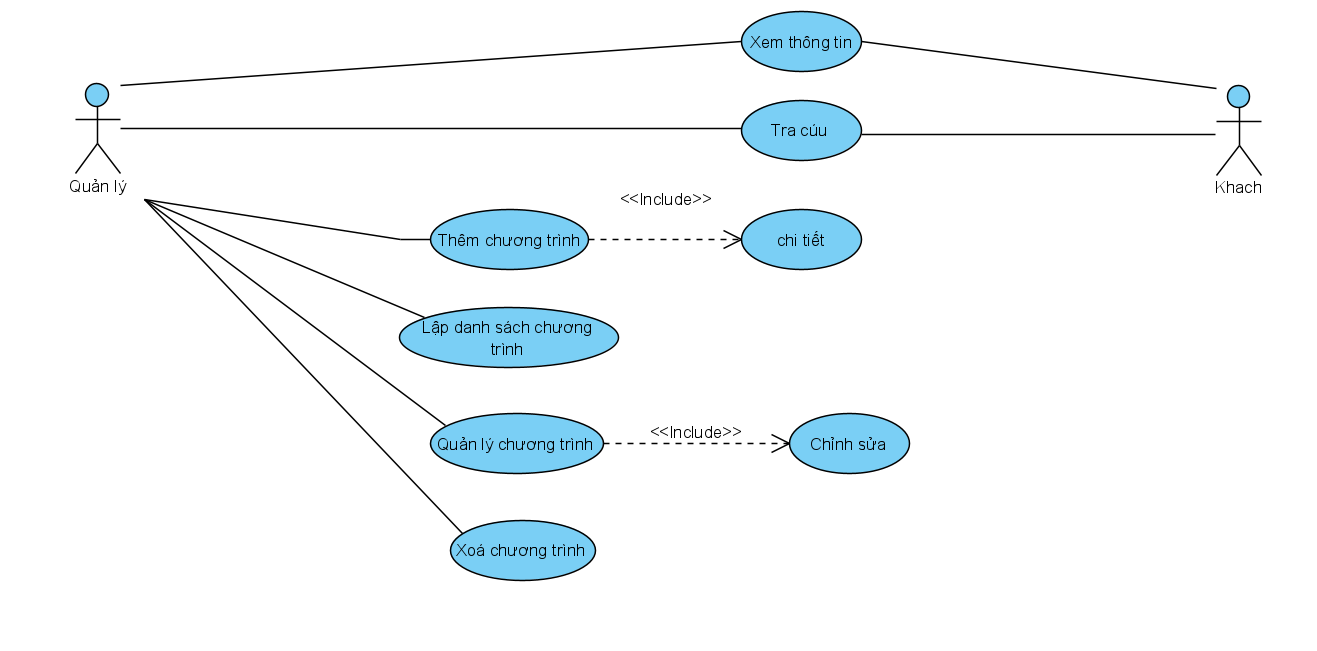 Xem thông tin
Tra cúu
Quản lý
Khach
<<Include>>
Thêm chương trình
chi tiết
Lập danh sách chương
trình
<<Include>>
Quản lý chương trình
Chỉnh sửa
Xoá chương trình